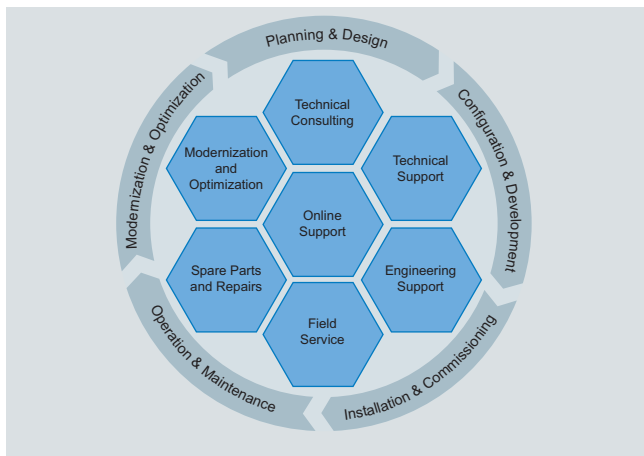 Planning & Design
Configuration & Development
Installation & Commissioning
Operation & Maintenance
Modernization & Optimization
Technical
Consulting
Modernization
and
Optimization
Technical
Support
Online
Support
Spare Parts
and Repairs
Engineering
Support
Field
Service